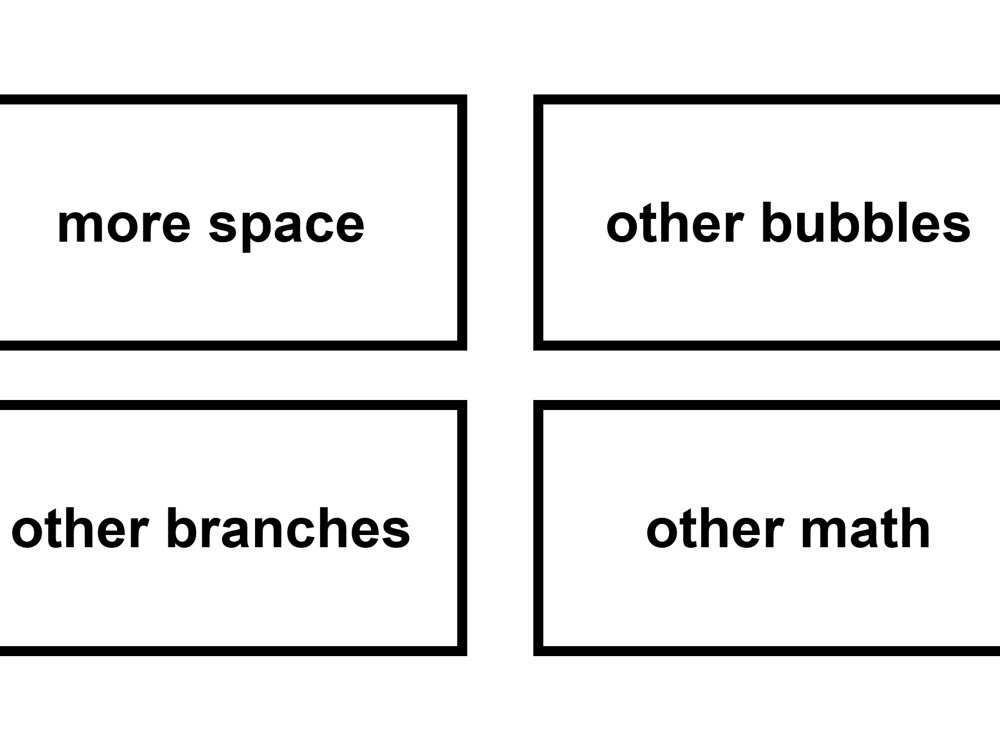 more space
other bubbles
other branches
other math